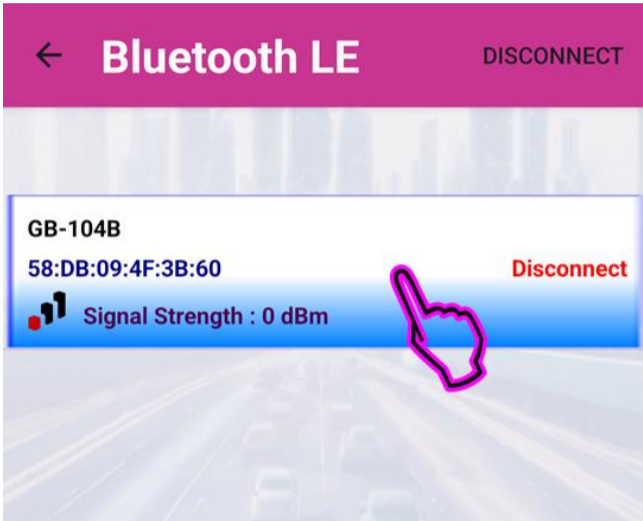 Bluetooth LE DISCONNECT
GB-104B
58:DB:09:4F:3B:60 Disconnect
Signal Strength : 0 dBm